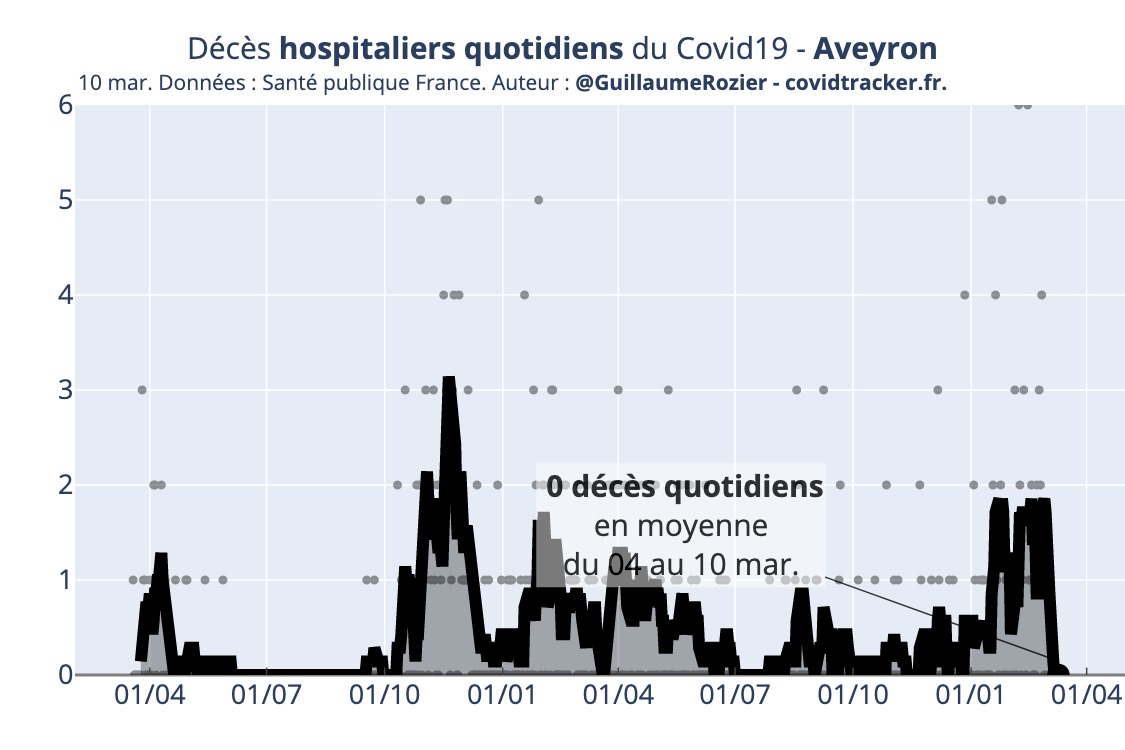 Décès hospitaliers quotidiens du Covid19 - Aveyron
10 mar. Données : Santé publique France. Auteur : @GuillaumeRozier - covidtracker.fr.
6
5
4
3
2
1
0
0 décès quotidiens
en moyenne
du 04 au 10 mar.
01/04 01/07 01/10 01/01 01/04 01/07 01/10 01/01 01/04